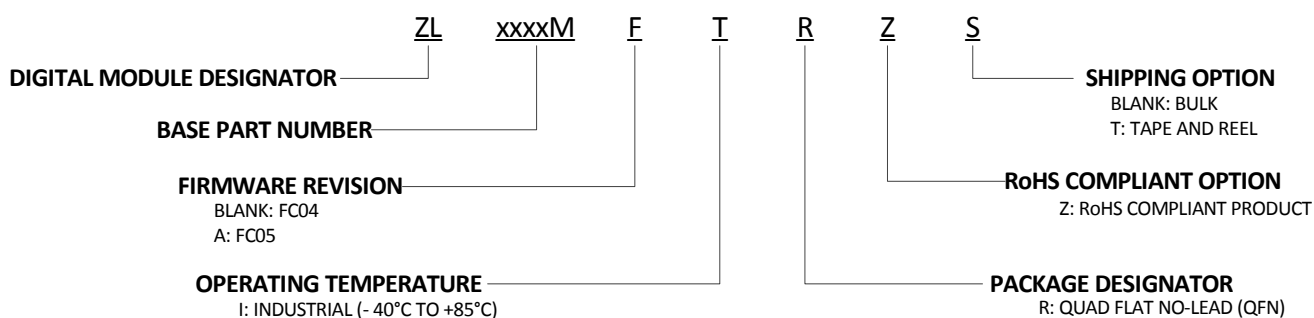 ZL xxxxM F T R Z S
DIGITAL MODULE DESIGNATOR
BASE PART NUMBER
FIRMWARE REVISION
BLANK: FC04
A: FC05
OPERATING TEMPERATURE
I: INDUSTRIAL (- 40°C TO +85°C)
SHIPPING OPTION
BLANK: BULK
T: TAPE AND REEL
RoHS COMPLIANT OPTION
Z: RoHS COMPLIANT PRODUCT
PACKAGE DESIGNATOR
R: QUAD FLAT NO-LEAD (QFN)